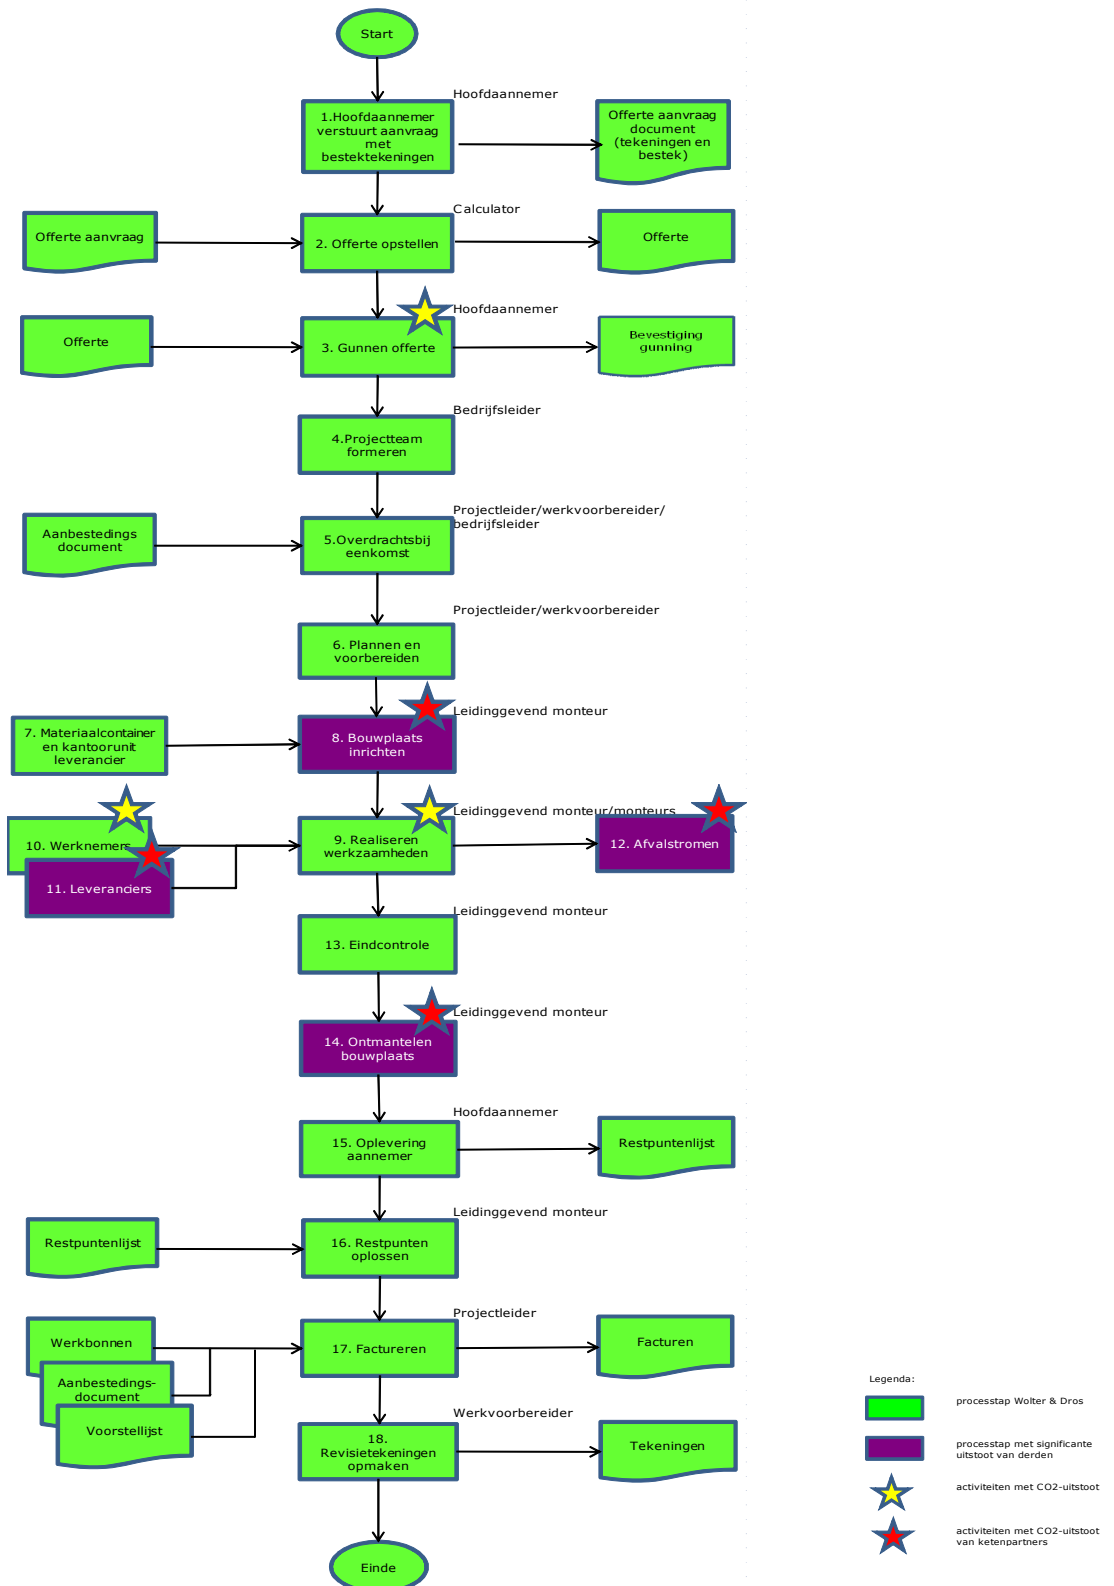 Start
Hoofdaannemer
1.Hoofdaannemer
verstuurt aanvraag
met
bestektekeningen
Offerte aanvraag
document
(tekeningen en
bestek)
Calculator
Offerte aanvraag
2. Offerte opstellen
Offerte
Hoofdaannemer
Offerte
3. Gunnen offerte
Bevestiging
gunning
Bedrijfsleider
4.Projectteam
formeren
Projectleider/werkvoorbereider/
bedrijfsleider
Aanbestedings
document
5.Overdrachtsbij
eenkomst
Projectleider/werkvoorbereider
6. Plannen en
voorbereiden
Leidinggevend monteur
7. Materiaalcontainer
en kantoorunit
leverancier
8. Bouwplaats
inrichten
Leidinggevend monteur/monteurs
10. Werknemers
9. Realiseren
werkzaamheden
12. Afvalstromen
11. Leveranciers
Leidinggevend monteur
13. Eindcontrole
Leidinggevend monteur
14. Ontmantelen
bouwplaats
Hoofdaannemer
15. Oplevering
aannemer
Restpuntenlijst
Leidinggevend monteur
Restpuntenlijst
16. Restpunten
oplossen
Projectleider
Werkbonnen
17. Factureren
Facturen
Aanbestedings-
document
Voorstellijst
Werkvoorbereider
18.
Revisietekeningen
opmaken
Tekeningen
Einde
Legenda:
processtap Wolter & Dros
processtap met significante
uitstoot van derden
activiteiten met CO2-uitstoot
activiteiten met CO2-uitstoot
van ketenpartners